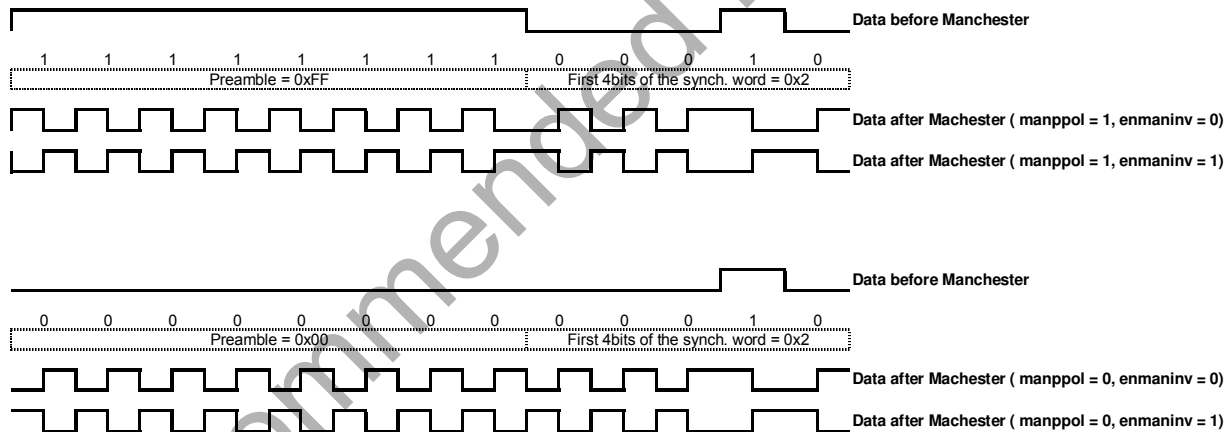 Data before Manchester
1 1 1 1 1 1 1 1 0 0 0 1 0
Preamble = 0xFF First 4bits of the synch. word = 0x2
Data after Machester ( manppol = 1, enmaninv = 0)
Data after Machester ( manppol = 1, enmaninv = 1)
Data before Manchester
0 0 0 0 0 0 0 0 0 0 0 1 0
Preamble = 0x00 First 4bits of the synch. word = 0x2
Data after Machester ( manppol = 0, enmaninv = 0)
Data after Machester ( manppol = 0, enmaninv = 1)
ommended